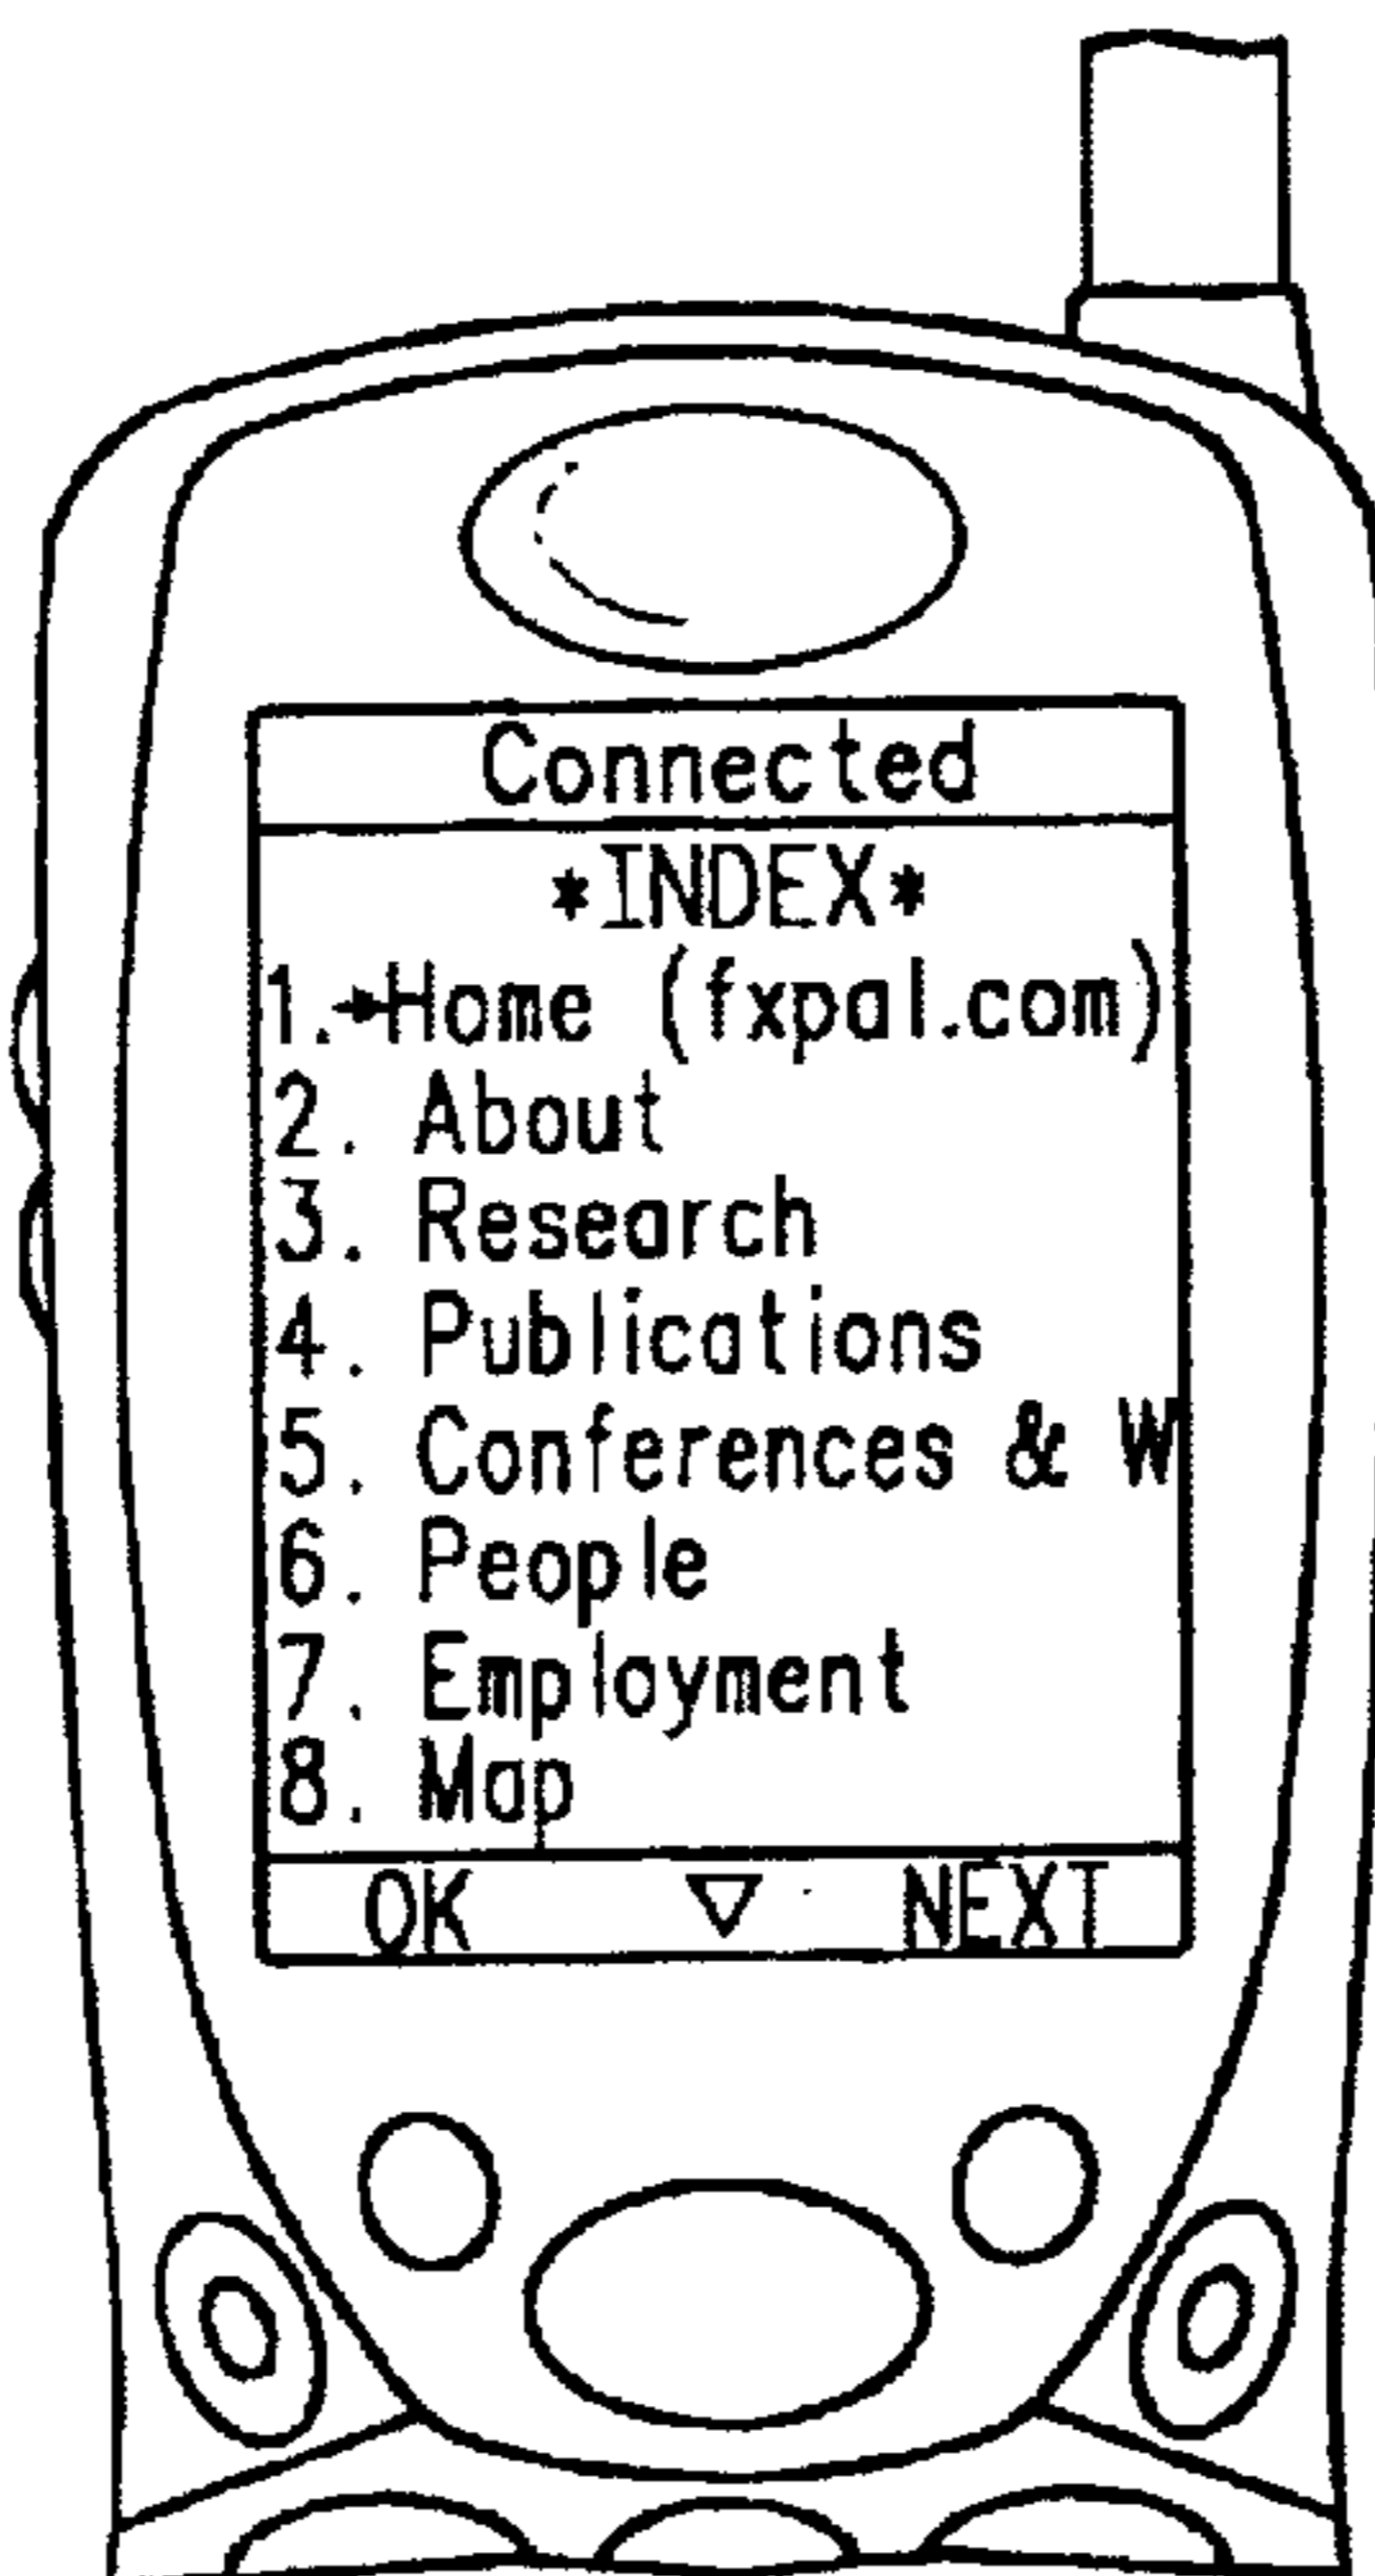 Connected
*INDEX*
1.→Home (fxpal.com)
2. About
3. Research
4. Publications
5. Conferences & W
6. People
7. Employment
8. Map
OK ▽ NEXT